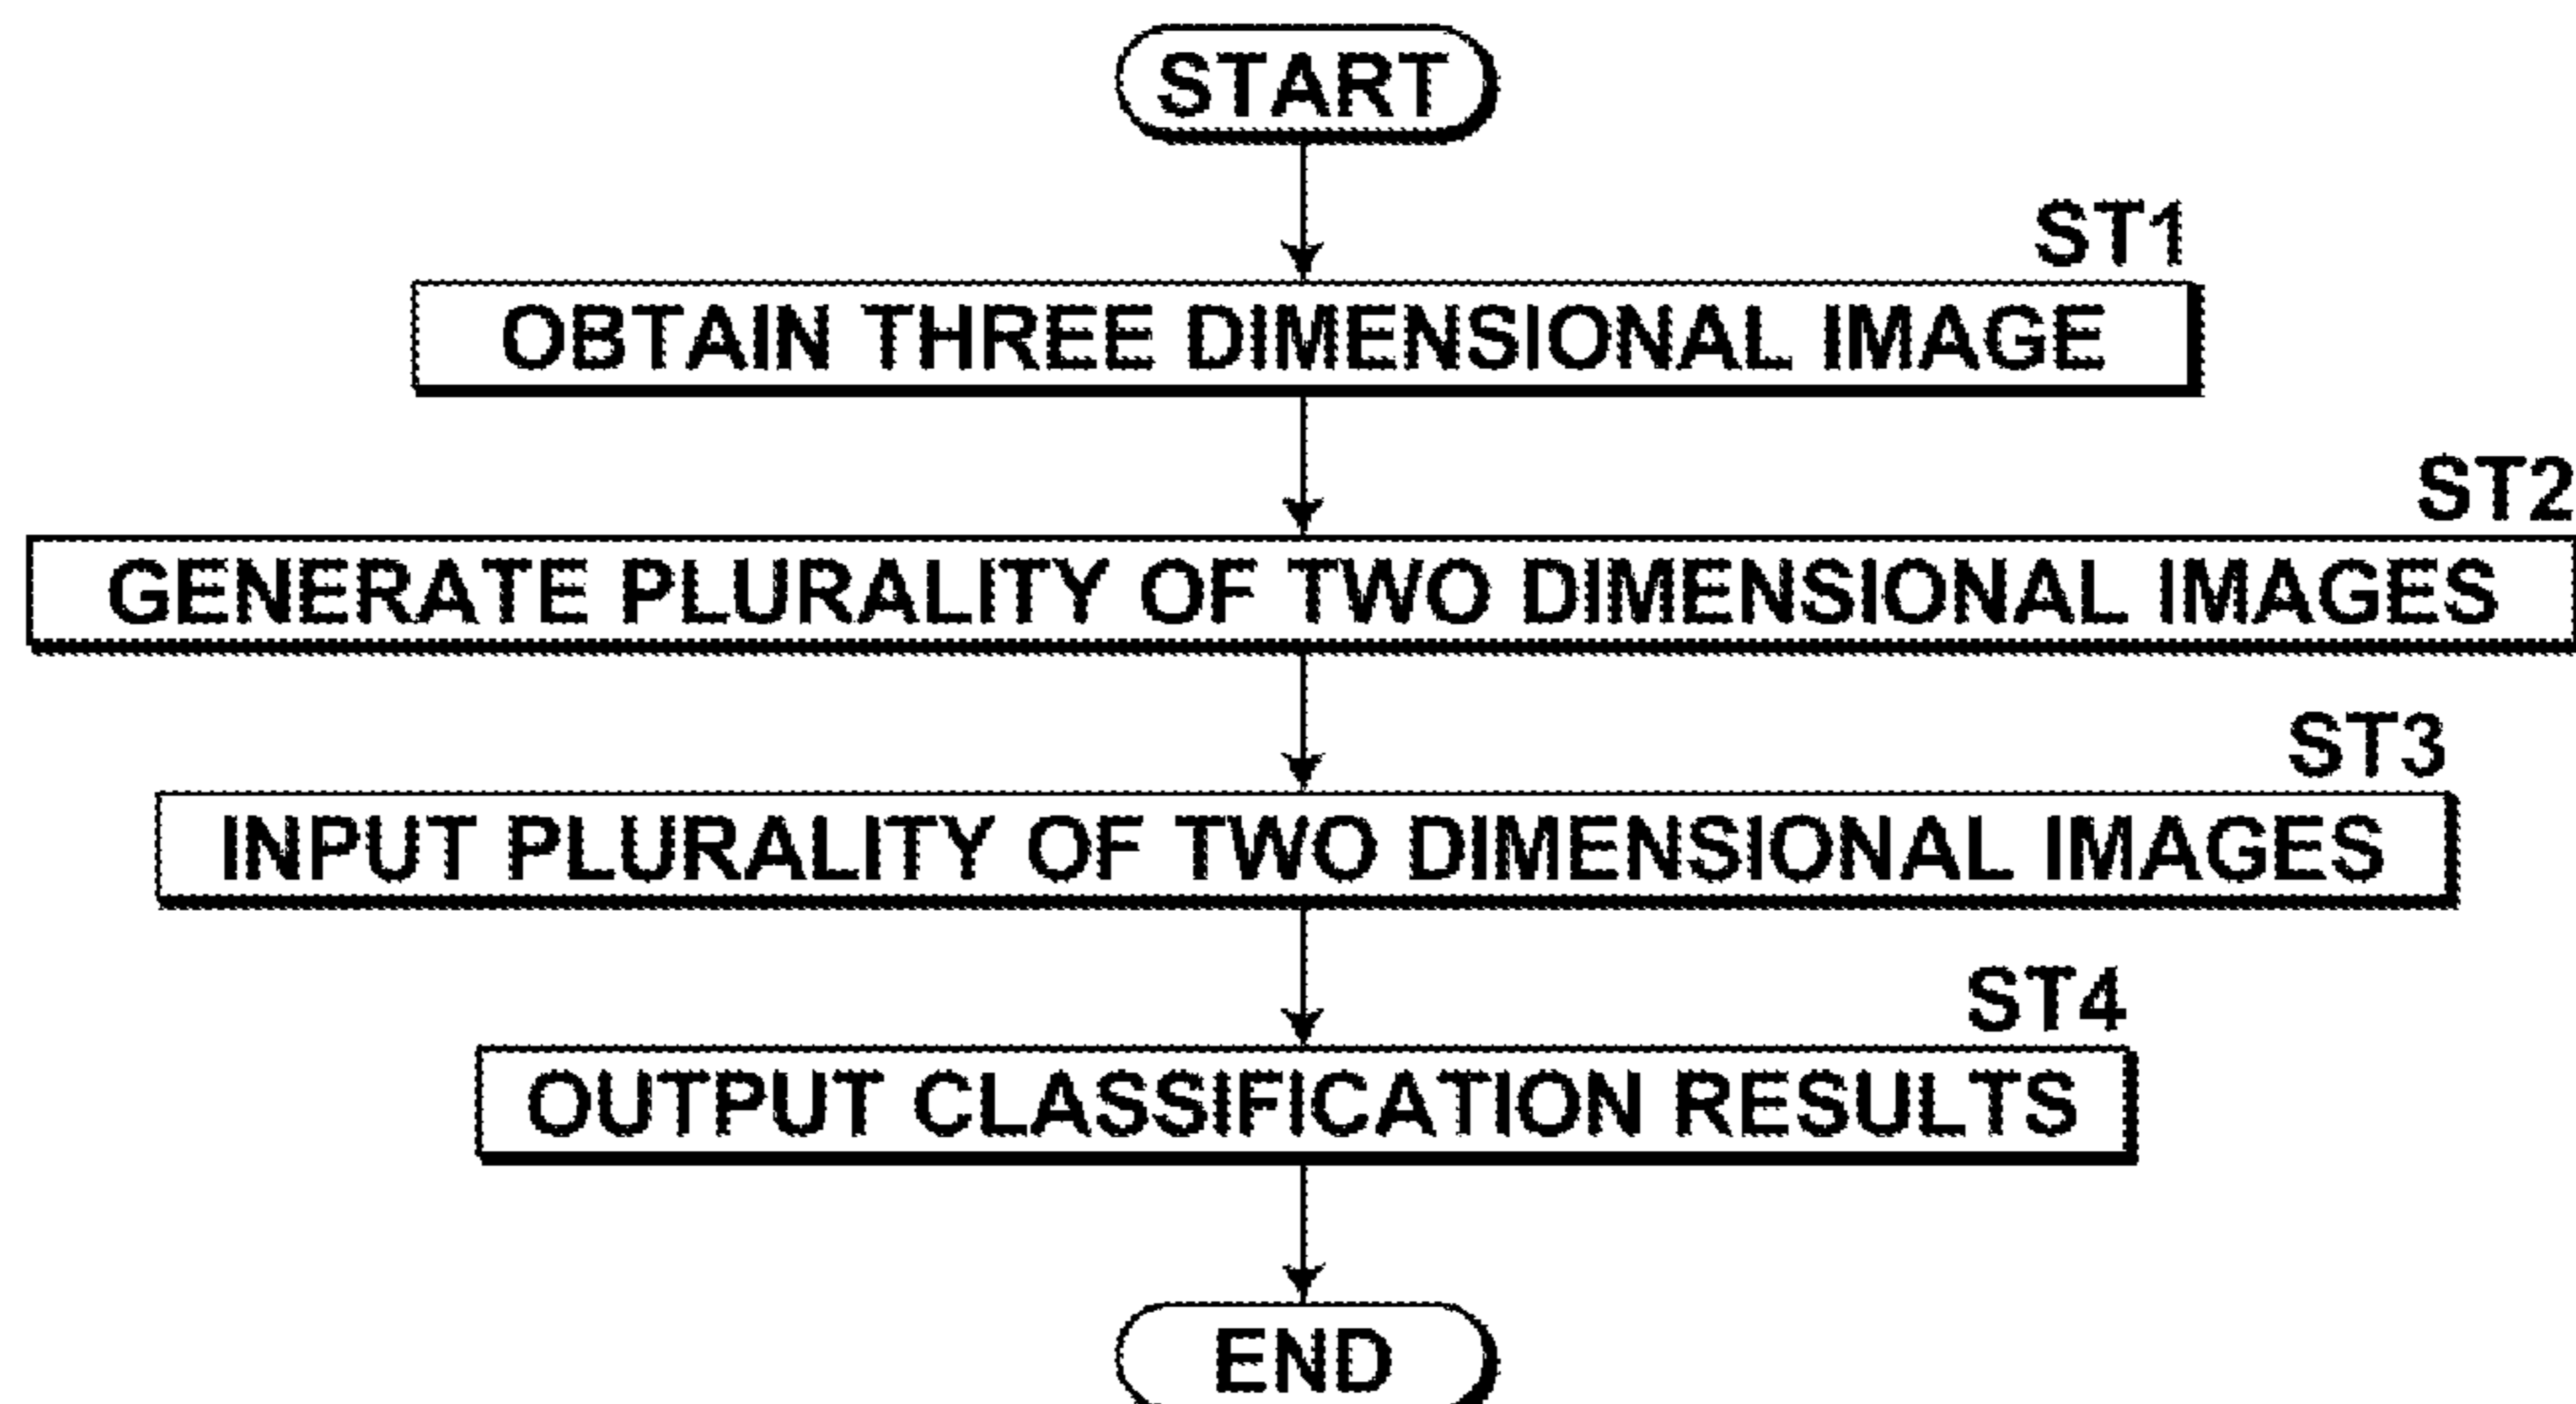 START
ST1
OBTAIN THREE DIMENSIONAL IMAGE
ST2
GENERATE PLURALITY OF TWO DIMENSIONAL IMAGES
ST3
INPUT PLURALITY OF TWO DIMENSIONAL IMAGES
ST4
OUTPUT CLASSIFICATION RESULTS
END